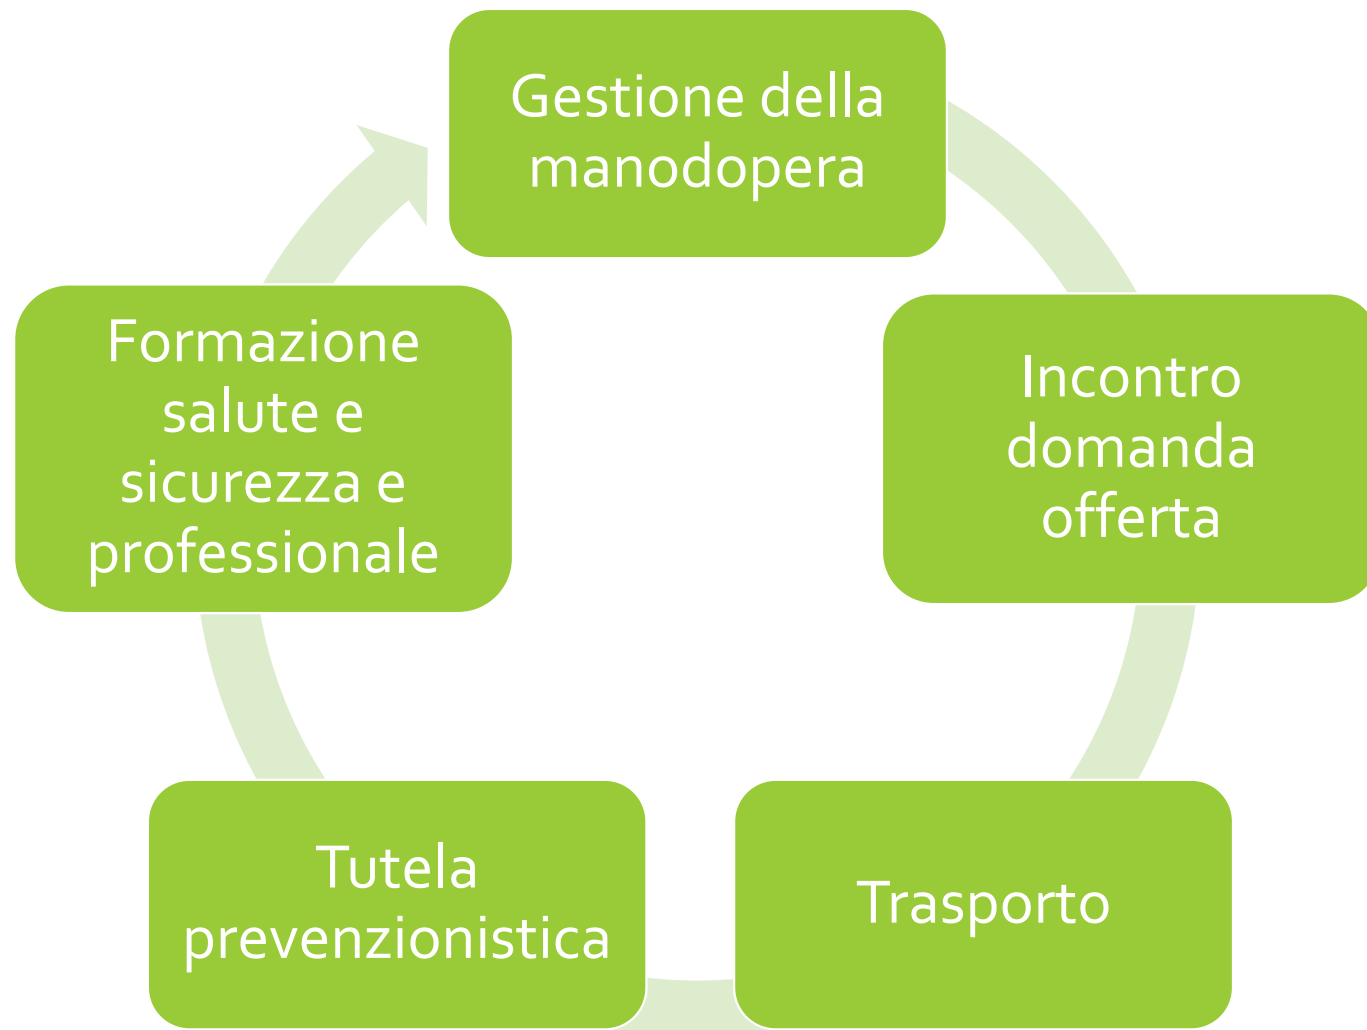 Gestione della
manodopera
Incontro
domanda
offerta
Trasporto
Tutela
prevenzionistica
Formazione
salute e
sicurezza e
professionale